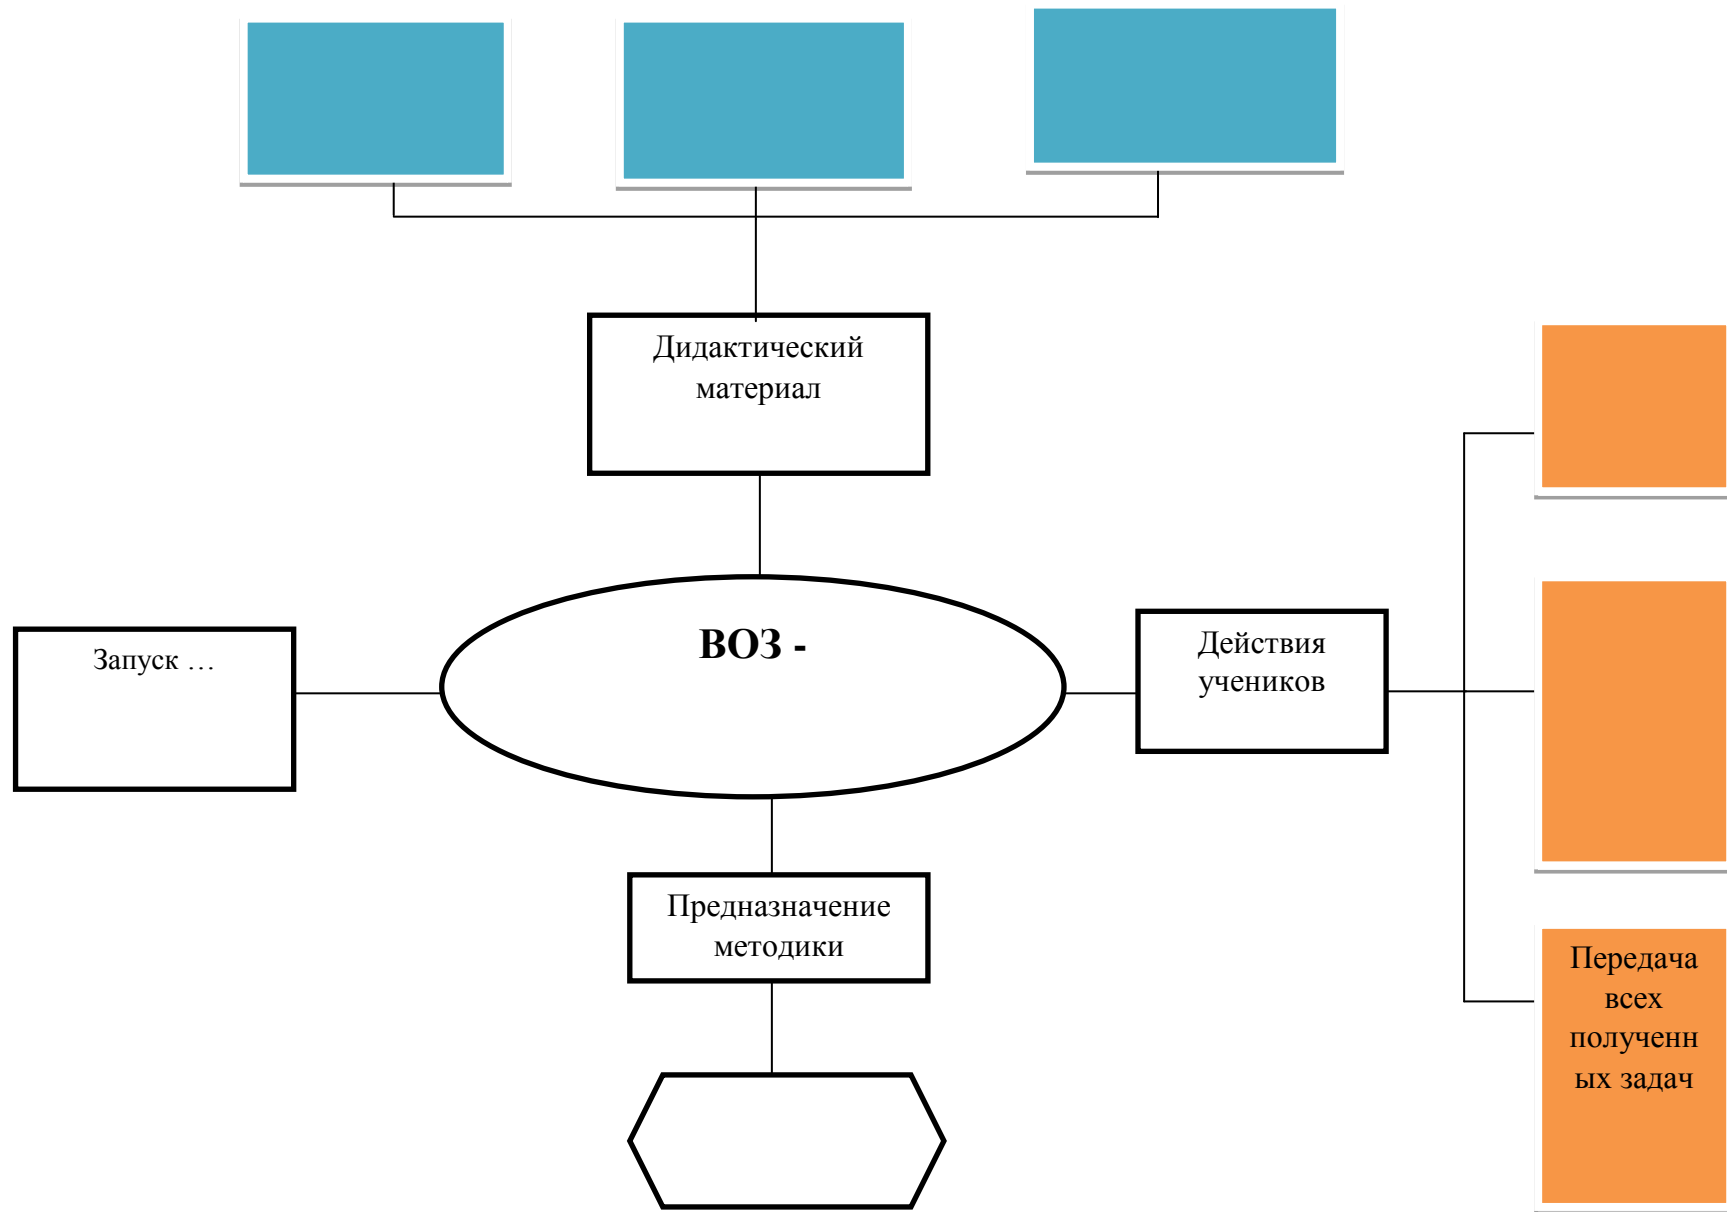 Дидактический
материал
ВОЗ -
Запуск …
Действия
учеников
Предназначение
методики
Передача
всех
полученн
ых задач